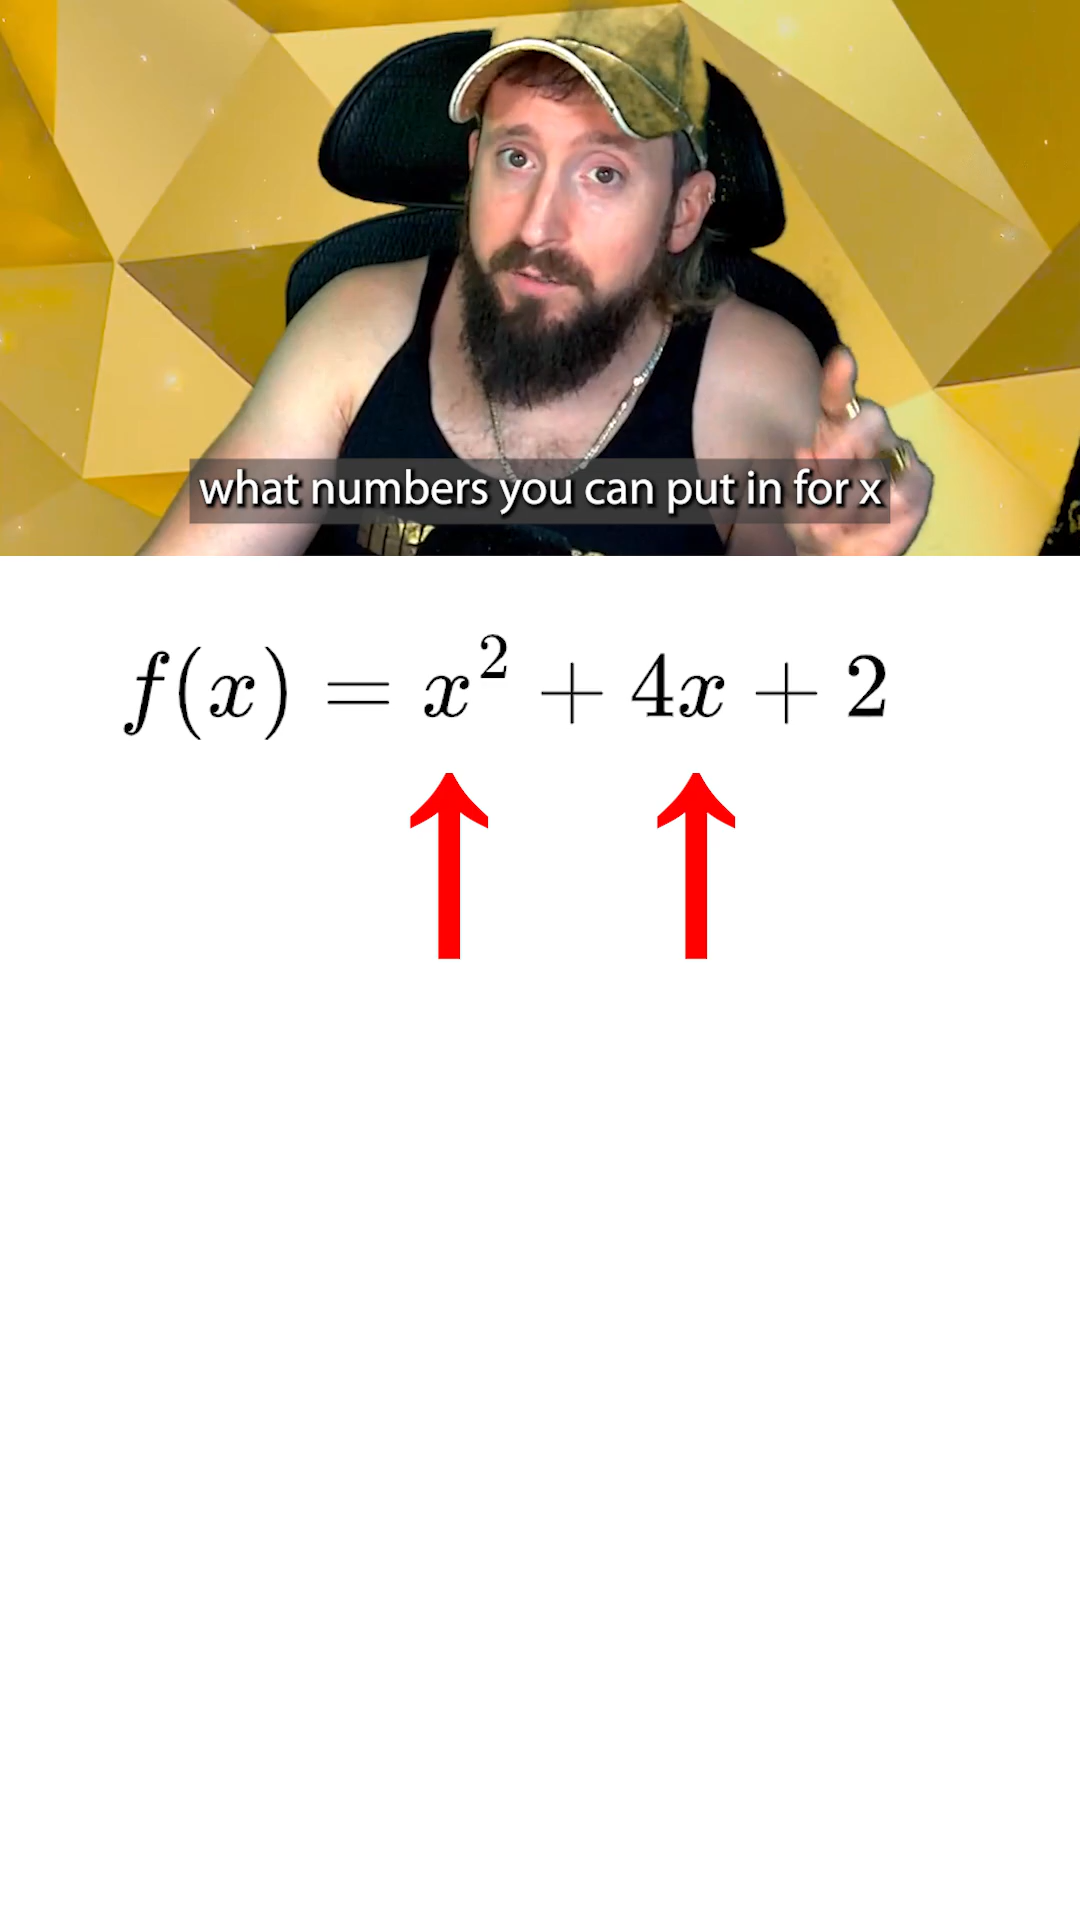 what numbers you can put in for x
f(x) = x² + 4x + 2